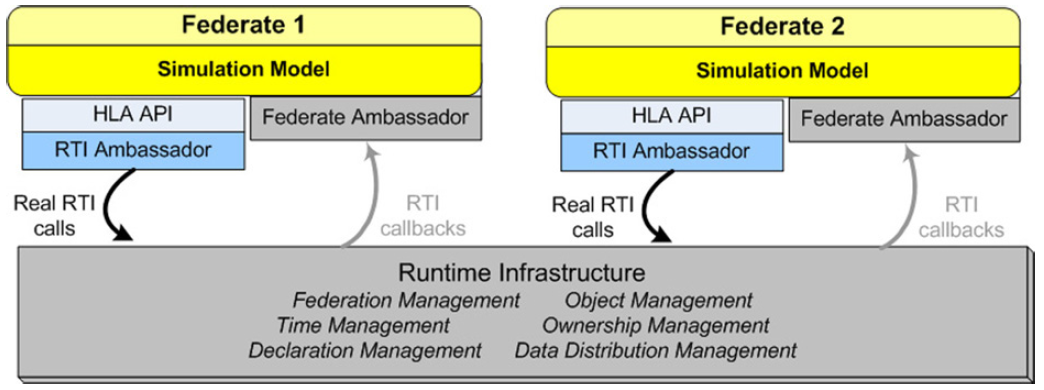 Federate 1
Simulation Model
HLA API
Federate Ambassador
RTI Ambassador
Real RTI
calls
RTI
callbacks
Federate 2
Simulation Model
HLA API
Federate Ambassador
RTI Ambassador
Real RTI
calls
RTI
callbacks
Runtime Infrastructure
Federation Management Object Management
Time Management Ownership Management
Declaration Management Data Distribution Management